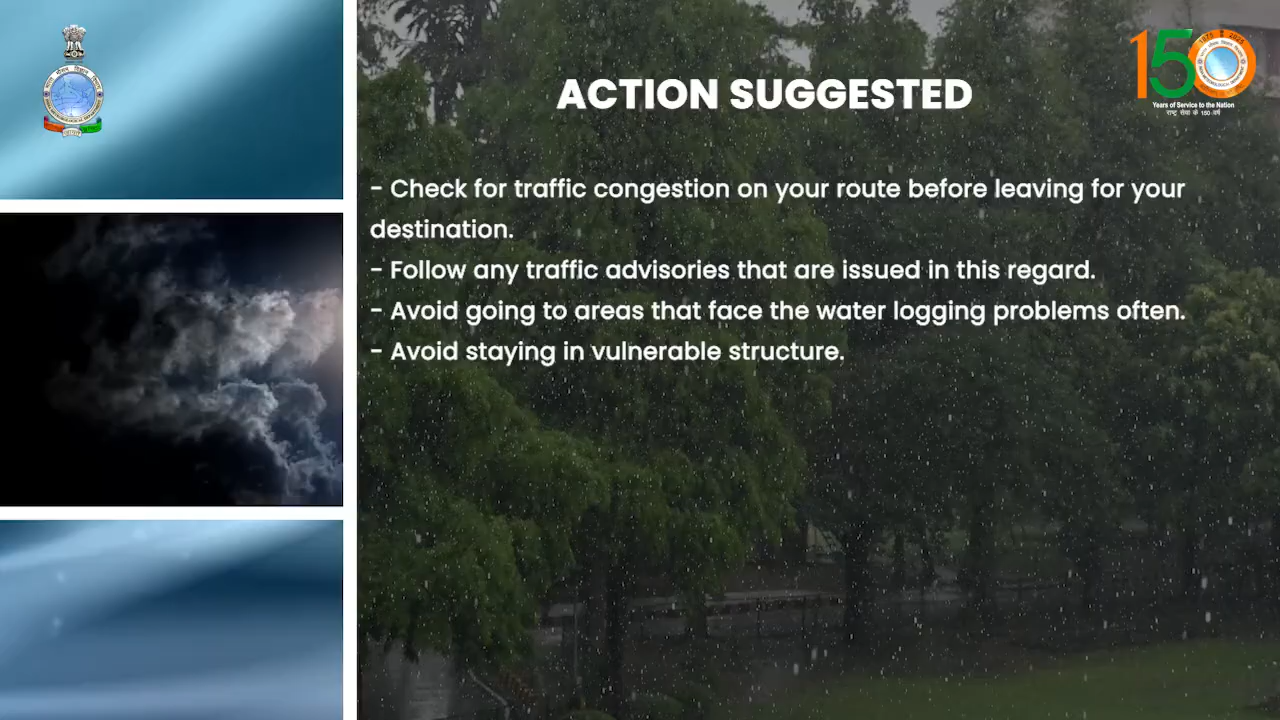 ACTION SUGGESTED
150
Years of Service to the Nation
राष्ट्र सेवा के 150 वर्ष
- Check for traffic congestion on your route before leaving for your
destination.
- Follow any traffic advisories that are issued in this regard.
- Avoid going to areas that face the water logging problems often.
- Avoid staying in vulnerable structure.